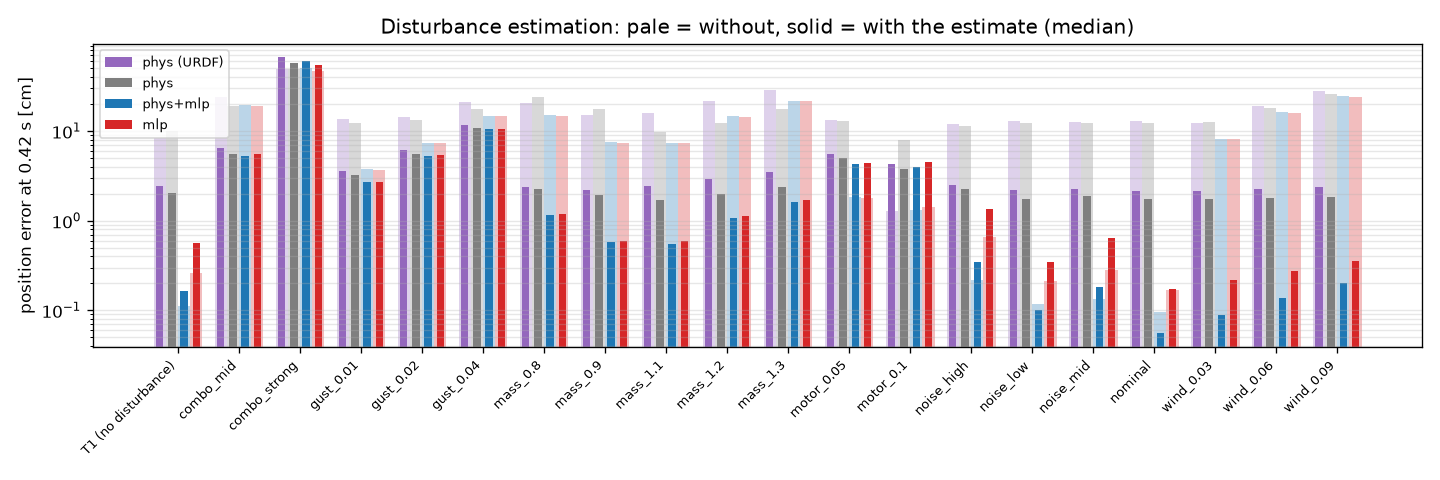 Disturbance estimation: pale = without, solid = with the estimate (median)
position error at 0.42 s [cm]
10¹
10⁰
10⁻¹
phys (URDF)
phys
phys+mlp
mlp
T1 (no disturbance)
combo_mid
combo_strong
gust_0.01
gust_0.02
gust_0.04
mass_0.8
mass_0.9
mass_1.1
mass_1.2
mass_1.3
motor_0.05
motor_0.1
noise_high
noise_low
noise_mid
nominal
wind_0.03
wind_0.06
wind_0.09